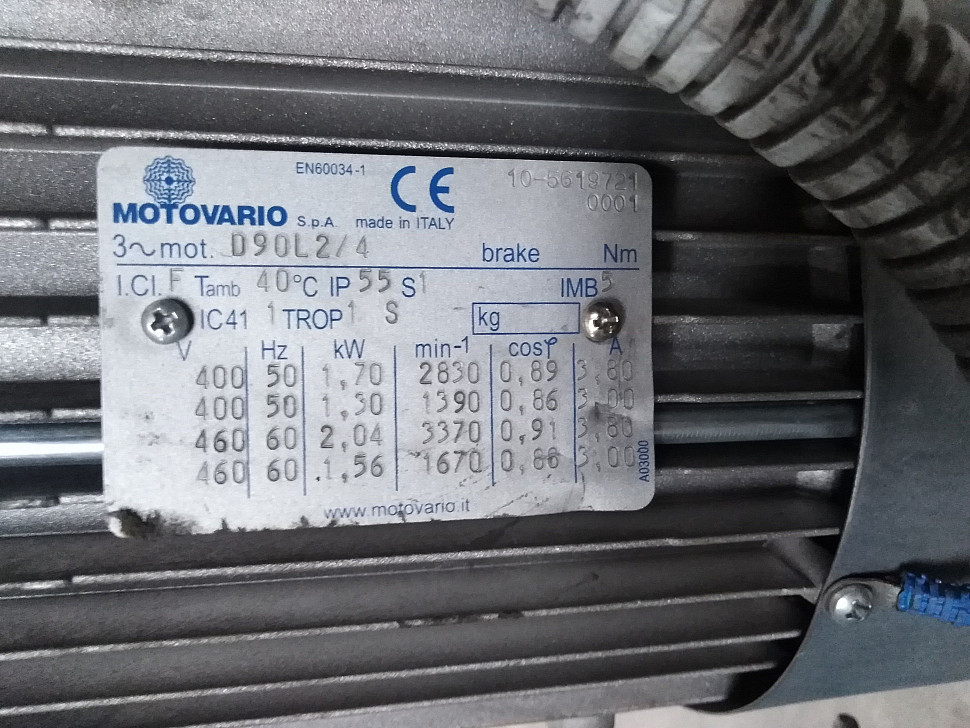 EN60034-1
CE
10-5619721
0001
MOTOVARIO S.p.A. made in ITALY
3~mot. D90L2/4 brake Nm
I.Cl. F Tamb 40°C IP 55 S1 IMB5
IC41 1 TROP 1 S kg
V Hz kW min-1 cosφ A
400 50 1,70 2830 0,89 3,80
400 50 1,30 1390 0,86 3,00
460 60 2,04 3370 0,91 3,80
460 60 1,56 1670 0,86 3,00
A03000
www.motovario.it